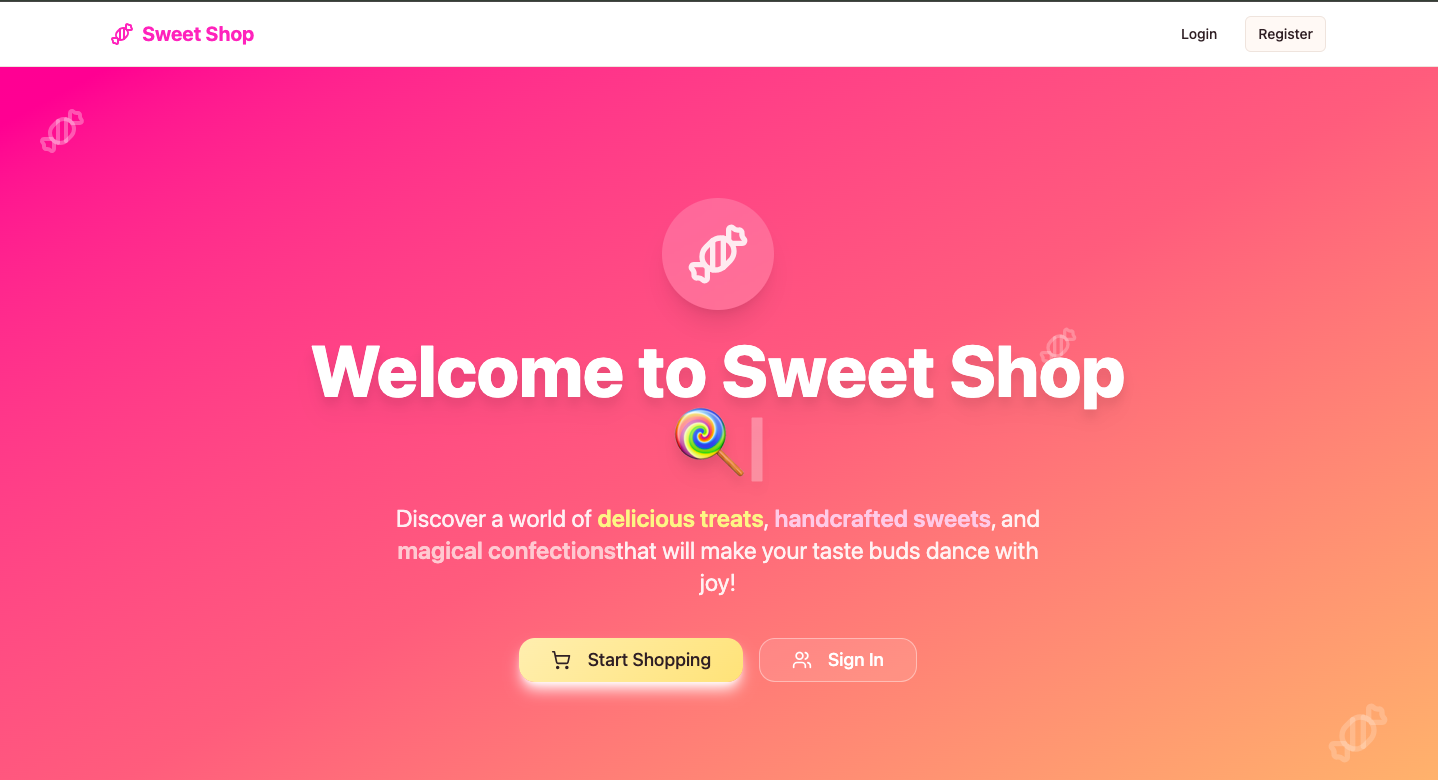 Sweet Shop
Login
Register
Welcome to Sweet Shop
🍭|
Discover a world of delicious treats, handcrafted sweets, and
magical confectionsthat will make your taste buds dance with
joy!
Start Shopping
Sign In